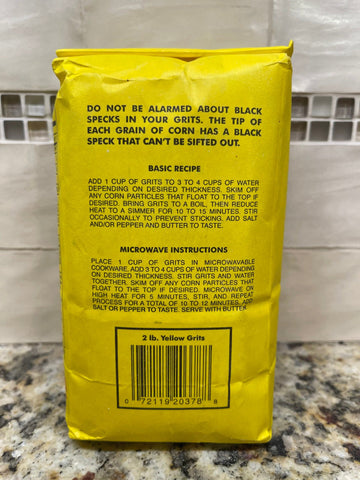 DO NOT BE ALARMED ABOUT BLACK
SPECKS IN YOUR GRITS. THE TIP OF
EACH GRAIN OF CORN HAS A BLACK
SPECK THAT CAN'T BE SIFTED OUT.
BASIC RECIPE
ADD 1 CUP OF GRITS TO 3 TO 4 CUPS OF WATER
DEPENDING ON DESIRED THICKNESS. SKIM OFF
ANY CORN PARTICLES THAT FLOAT TO THE TOP IF
DESIRED. BRING GRITS TO A BOIL, THEN REDUCE
HEAT TO A SIMMER FOR 10 TO 15 MINUTES. STIR
OCCASIONALLY TO PREVENT STICKING. ADD SALT
AND/OR PEPPER AND BUTTER TO TASTE.
MICROWAVE INSTRUCTIONS
PLACE 1 CUP OF GRITS IN MICROWAVABLE
COOKWARE. ADD 3 TO 4 CUPS OF WATER DEPENDING
ON DESIRED THICKNESS. STIR GRITS AND WATER
TOGETHER. SKIM OFF ANY CORN PARTICLES THAT
FLOAT TO THE TOP IF DESIRED. MICROWAVE ON
HIGH HEAT FOR 5 MINUTES, STIR, AND REPEAT
PROCESS FOR A TOTAL OF 10 TO 12 MINUTES. ADD
SALT OR PEPPER TO TASTE. SERVE WITH BUTTER.
2 lb. Yellow Grits
0 72119 20378 8